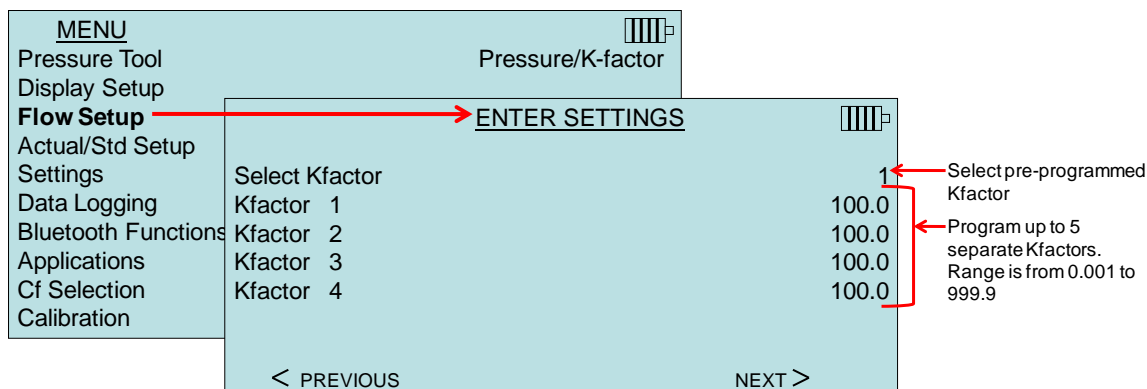 MENU
Pressure Tool
Pressure/K-factor
Display Setup
Flow Setup
Actual/Std Setup
Settings
Data Logging
Bluetooth Functions
Applications
Cf Selection
Calibration
ENTER SETTINGS
Select Kfactor 1
Kfactor 1 100.0
Kfactor 2 100.0
Kfactor 3 100.0
Kfactor 4 100.0
< PREVIOUS
NEXT >
Select pre-programmed
Kfactor
Program up to 5
separate Kfactors.
Range is from 0.001 to
999.9